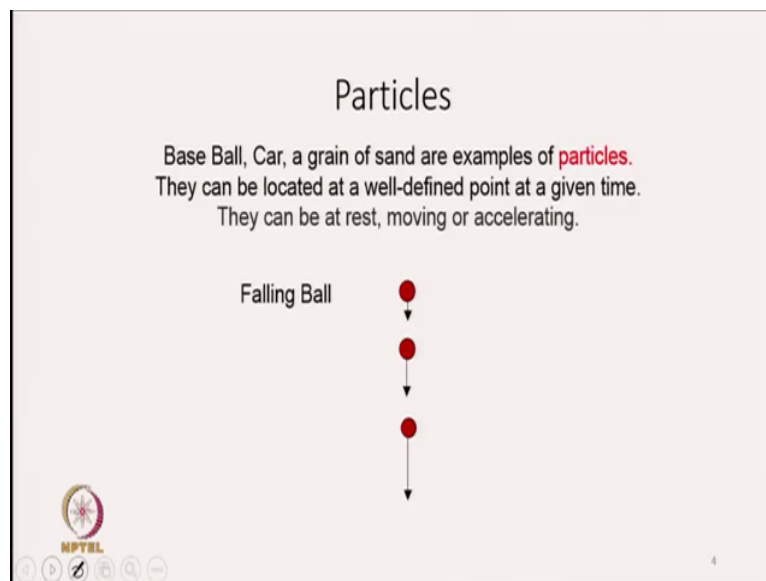 Particles
Base Ball, Car, a grain of sand are examples of particles.
They can be located at a well-defined point at a given time.
They can be at rest, moving or accelerating.
Falling Ball
NPTEL
4